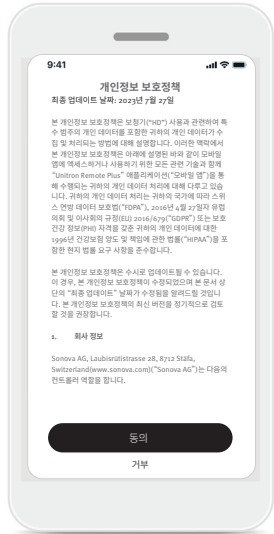 9:41
개인정보 보호정책
최종 업데이트 날짜: 2023년 7월 27일
본 개인정보 보호정책은 보청기("HD") 사용과 관련하여 특
수 범주의 개인 데이터를 포함한 귀하의 개인 데이터가 수
집 및 처리되는 방법에 대해 설명합니다. 이러한 맥락에서
본 개인정보 보호정책은 아래에 설명된 바와 같이 모바일
앱에 액세스하거나 사용하기 위한 모든 관련 기술과 함께
"Unitron Remote Plus" 애플리케이션("모바일 앱")을 통
해 수행되는 귀하의 개인 데이터 처리에 대해 다루고 있습
니다. 귀하의 개인 데이터 처리는 귀하의 국가에 따라 스위
스 연방 데이터 보호법("FDPA"), 2016년 4월 27일자 유럽
의회 및 이사회의 규정(EU) 2016/679("GDPR") 또는 보호
건강 정보(PHI) 자격을 갖춘 귀하의 개인 데이터에 대한
1996년 건강보험 양도 및 책임에 관한 법률("HIPAA")을 포
함한 현지 법률 요구 사항을 준수합니다.
본 개인정보 보호정책은 수시로 업데이트될 수 있습니다.
이 경우, 본 개인정보 보호정책이 수정되었으며 본 문서 상
단의 "최종 업데이트" 날짜가 수정됨을 알려드릴 것입니
다. 본 개인정보 보호정책의 최신 버전을 정기적으로 검토
할 것을 권장합니다.
1. 회사 정보
Sonova AG, Laubisrütistrasse 28, 8712 Stäfa,
Switzerland(www.sonova.com)("Sonova AG")는 다음의
컨트롤러 역할을 합니다.
동의
거부